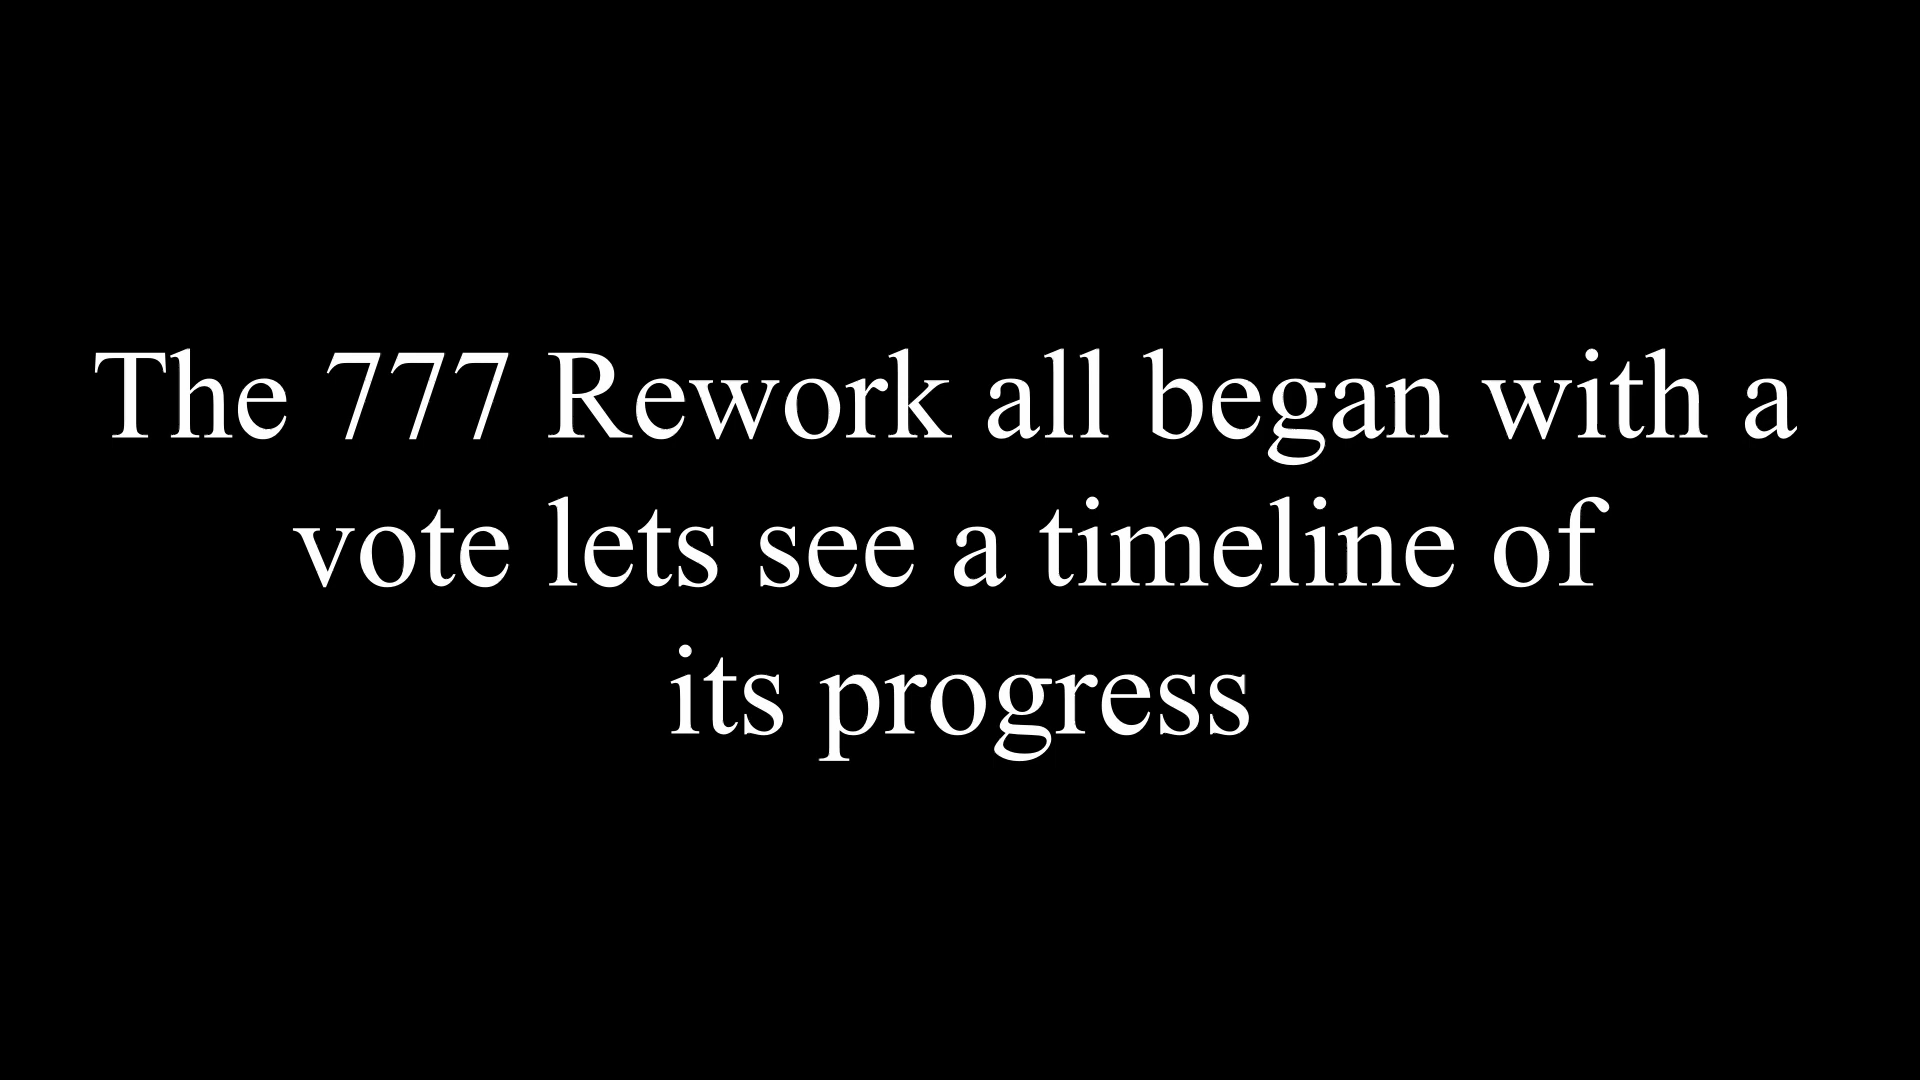 The 777 Rework all began with a
vote lets see a timeline of
its progress